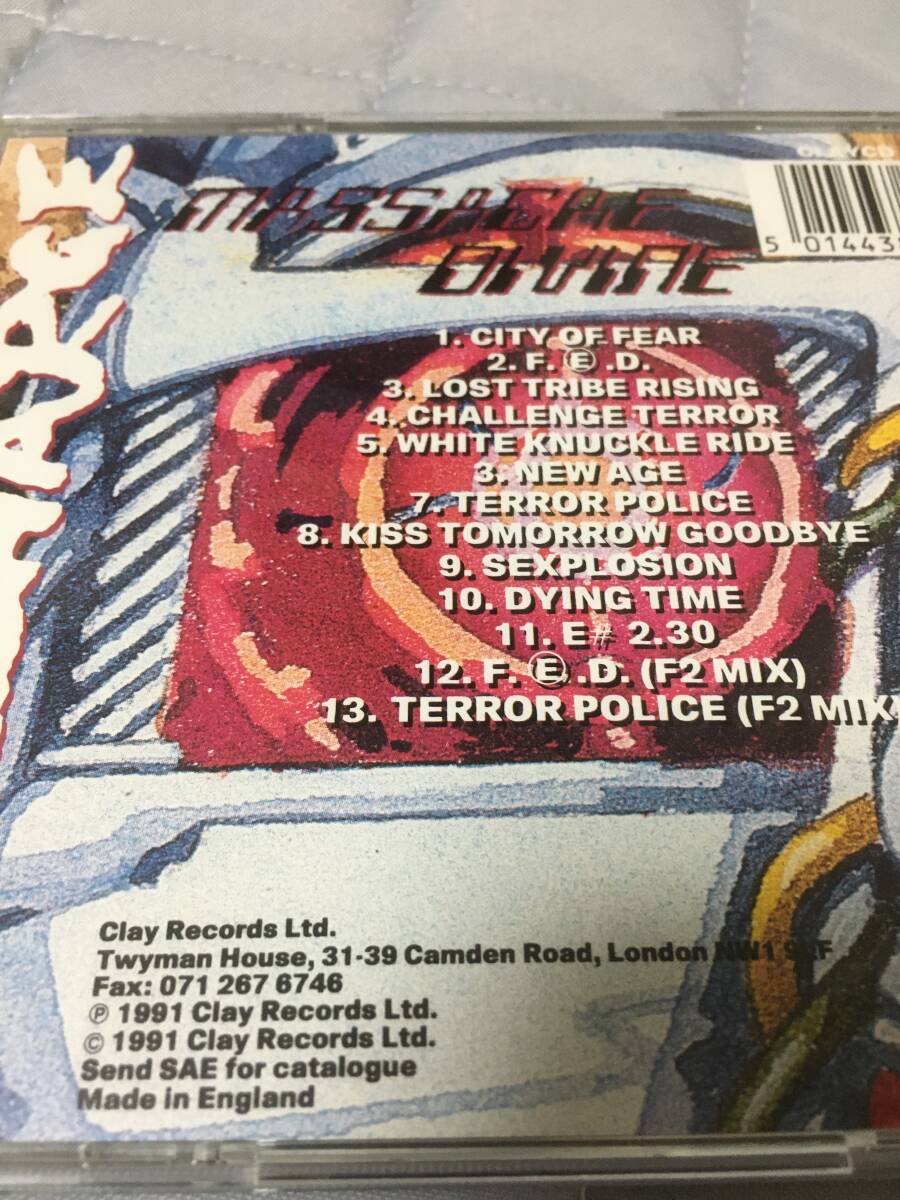 MASSACRE
DIVINE
5 01443
1. CITY OF FEAR
2. F. E .D.
3. LOST TRIBE RISING
4. CHALLENGE TERROR
5. WHITE KNUCKLE RIDE
3. NEW AGE
7. TERROR POLICE
8. KISS TOMORROW GOODBYE
9. SEXPLOSION
10. DYING TIME
11. E# 2.30
12. F. E .D. (F2 MIX)
13. TERROR POLICE (F2 MIX)
Clay Records Ltd.
Twyman House, 31-39 Camden Road, London NW1
Fax: 071 267 6746
℗ 1991 Clay Records Ltd.
© 1991 Clay Records Ltd.
Send SAE for catalogue
Made in England